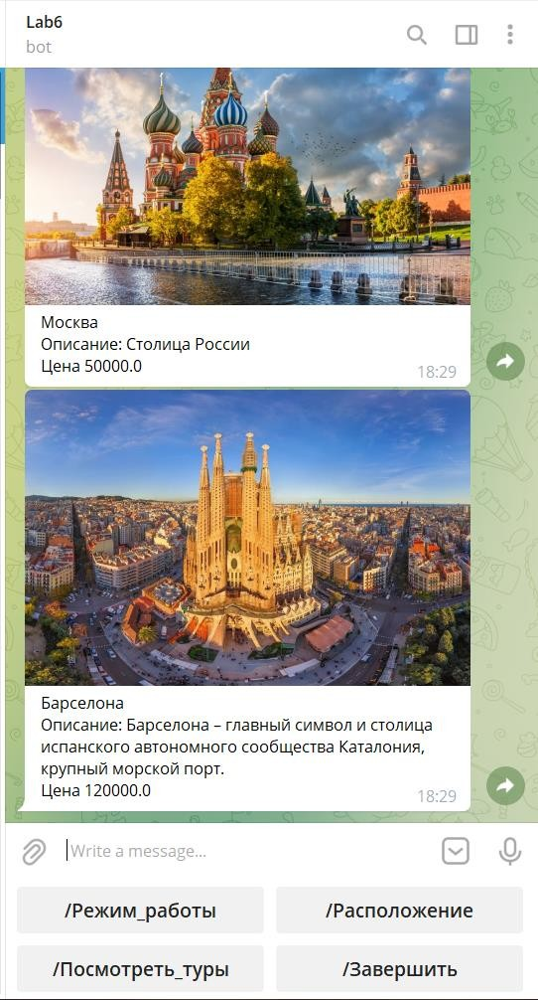 Lab6
bot
Москва
Описание: Столица России
Цена 50000.0
18:29
Барселона
Описание: Барселона – главный символ и столица
испанского автономного сообщества Каталония,
крупный морской порт.
Цена 120000.0
18:29
Write a message...
/Режим_работы
/Расположение
/Посмотреть_туры
/Завершить